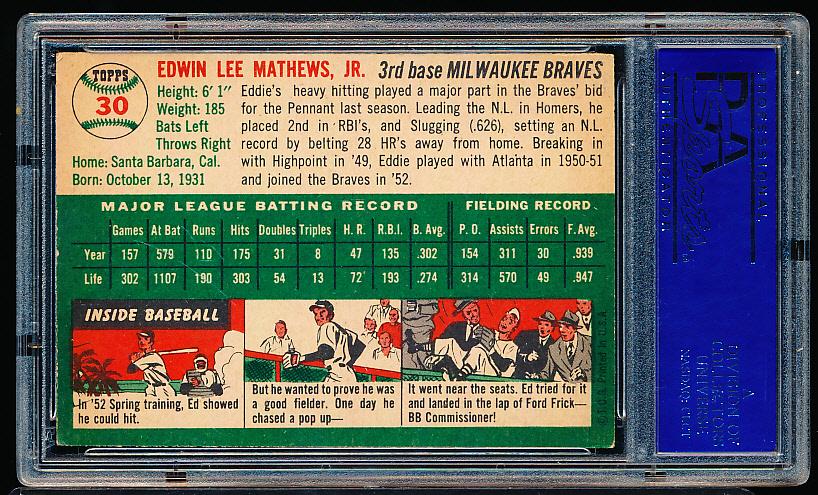 TOPPS
30
EDWIN LEE MATHEWS, JR. 3rd base MILWAUKEE BRAVES
Height: 6' 1"
Weight: 185
Bats Left
Throws Right
Home: Santa Barbara, Cal.
Born: October 13, 1931
Eddie's heavy hitting played a major part in the Braves' bid
for the Pennant last season. Leading the N.L. in Homers, he
placed 2nd in RBI's, and Slugging (.626), setting an N.L.
record by belting 28 HR's away from home. Breaking in
with Highpoint in '49, Eddie played with Atlanta in 1950-51
and joined the Braves in '52.
MAJOR LEAGUE BATTING RECORD FIELDING RECORD
Games At Bat Runs Hits Doubles Triples H. R. R.B.I. B. Avg. P. O. Assists Errors F. Avg.
Year 157 579 110 175 31 8 47 135 .302 154 311 30 .939
Life 302 1107 190 303 54 13 72 193 .274 314 570 49 .947
INSIDE BASEBALL
In '52 Spring training, Ed showed
he could hit.
But he wanted to prove he was
a good fielder. One day he
chased a pop up—
It went near the seats. Ed tried for it
and landed in the lap of Ford Frick—
BB Commissioner!
© T.C.G. Printed in U.S.A.
PROFESSIONAL
PSA
Sports
AUTHENTICATOR
A
DIVISION OF
COLLECTORS
UNIVERSE